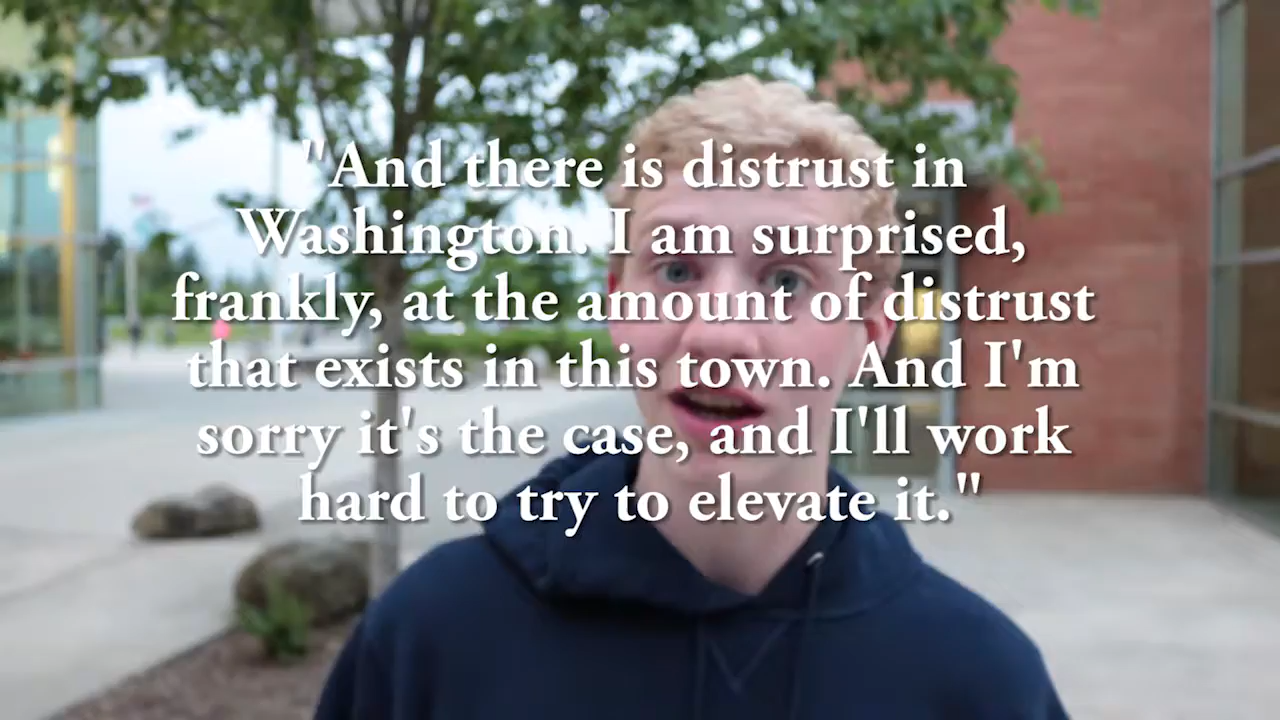 "And there is distrust in
Washington. I am surprised,
frankly, at the amount of distrust
that exists in this town. And I'm
sorry it's the case, and I'll work
hard to try to elevate it."